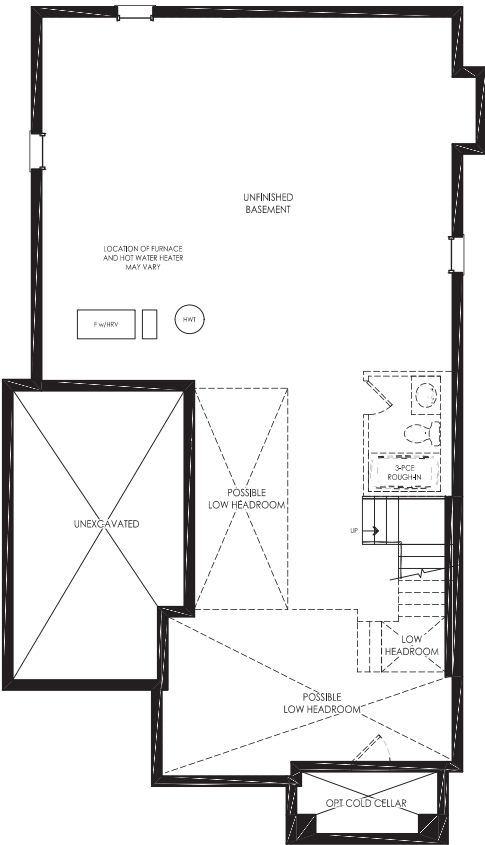 UNFINISHED
BASEMENT
LOCATION OF FURNACE
AND HOT WATER HEATER
MAY VARY
F w/HRV
HWT
3-PCE
ROUGH-IN
POSSIBLE
LOW HEADROOM
UNEXCAVATED
UP
LOW
HEADROOM
POSSIBLE
LOW HEADROOM
OPT COLD CELLAR